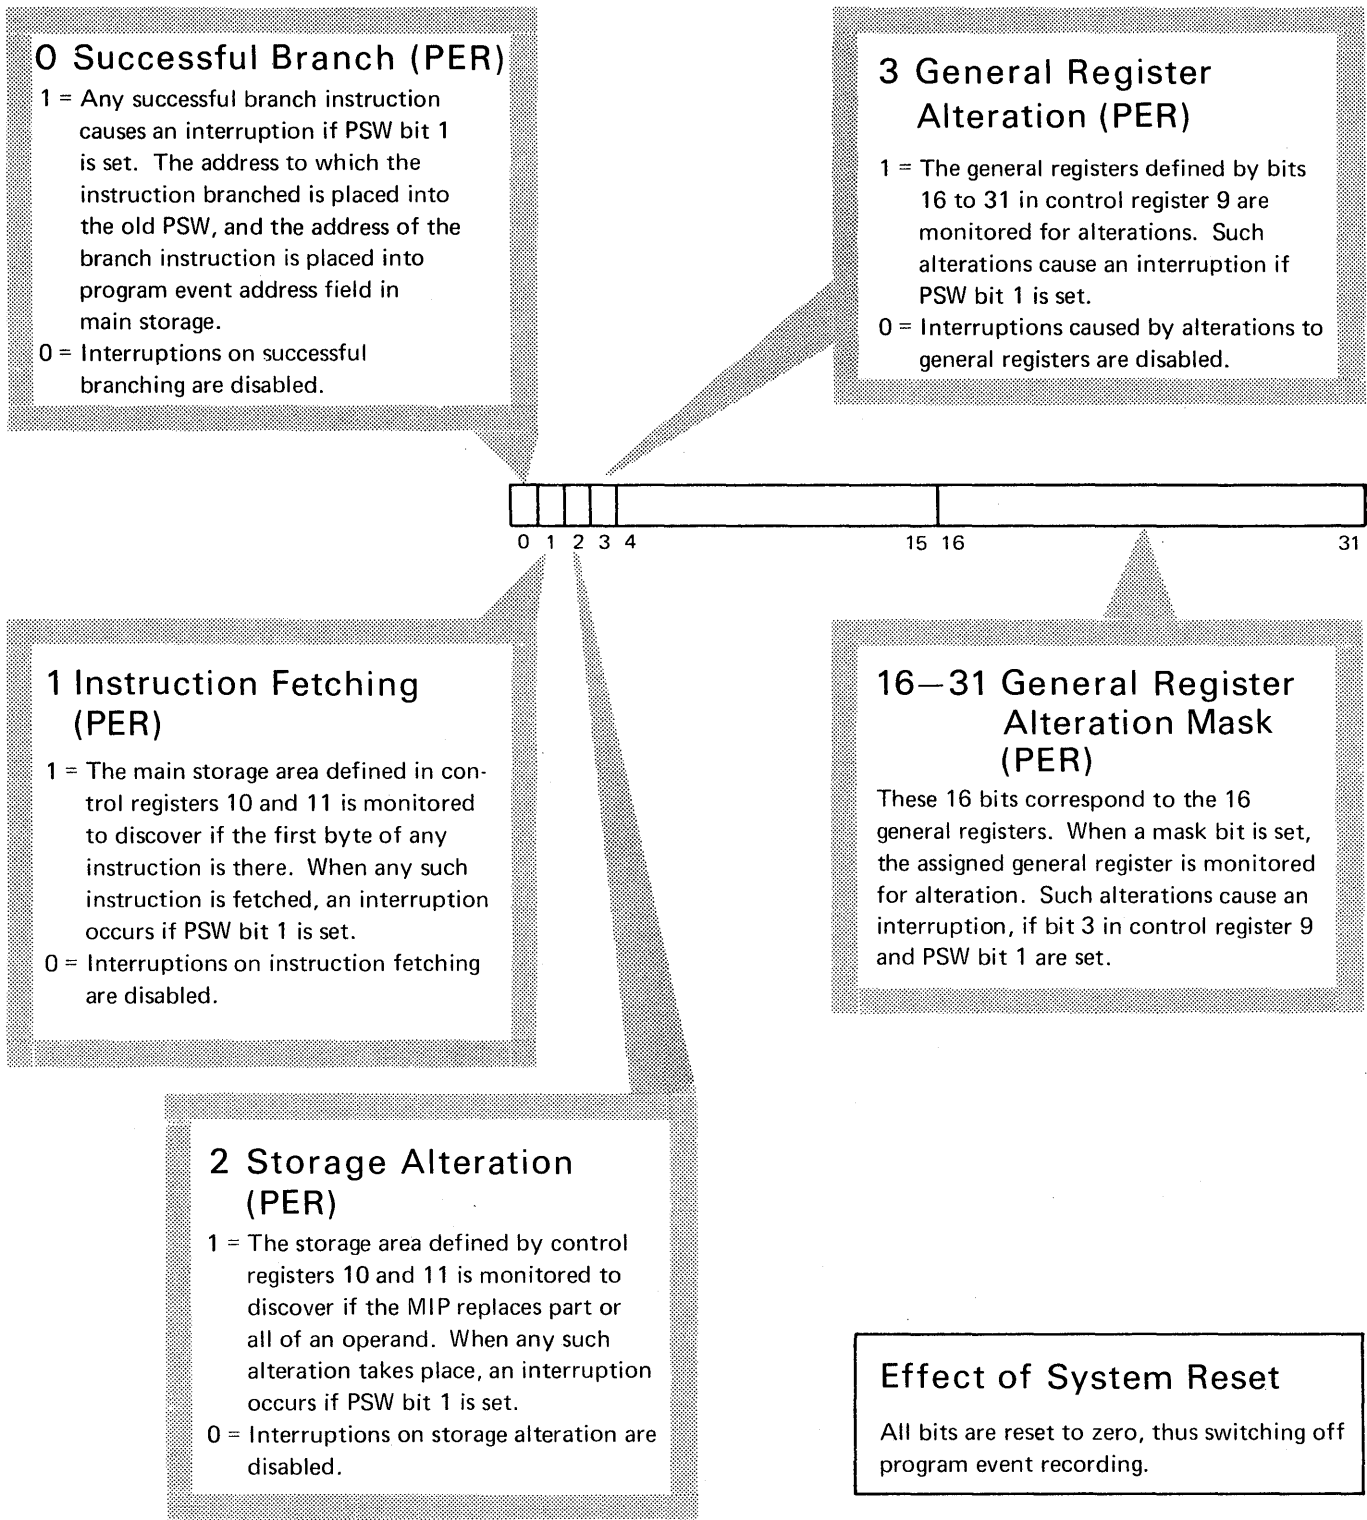 0 Successful Branch (PER)
1 = Any successful branch instruction
causes an interruption if PSW bit 1
is set. The address to which the
instruction branched is placed into
the old PSW, and the address of the
branch instruction is placed into
program event address field in
main storage.
0 = Interruptions on successful
branching are disabled.
3 General Register
Alteration (PER)
1 = The general registers defined by bits
16 to 31 in control register 9 are
monitored for alterations. Such
alterations cause an interruption if
PSW bit 1 is set.
0 = Interruptions caused by alterations to
general registers are disabled.
0 1 2 3 4 15 16 31
1 Instruction Fetching
(PER)
1 = The main storage area defined in con-
trol registers 10 and 11 is monitored
to discover if the first byte of any
instruction is there. When any such
instruction is fetched, an interruption
occurs if PSW bit 1 is set.
0 = Interruptions on instruction fetching
are disabled.
16–31 General Register
Alteration Mask
(PER)
These 16 bits correspond to the 16
general registers. When a mask bit is set,
the assigned general register is monitored
for alteration. Such alterations cause an
interruption, if bit 3 in control register 9
and PSW bit 1 are set.
2 Storage Alteration
(PER)
1 = The storage area defined by control
registers 10 and 11 is monitored to
discover if the MIP replaces part or
all of an operand. When any such
alteration takes place, an interruption
occurs if PSW bit 1 is set.
0 = Interruptions on storage alteration are
disabled.
Effect of System Reset
All bits are reset to zero, thus switching off
program event recording.